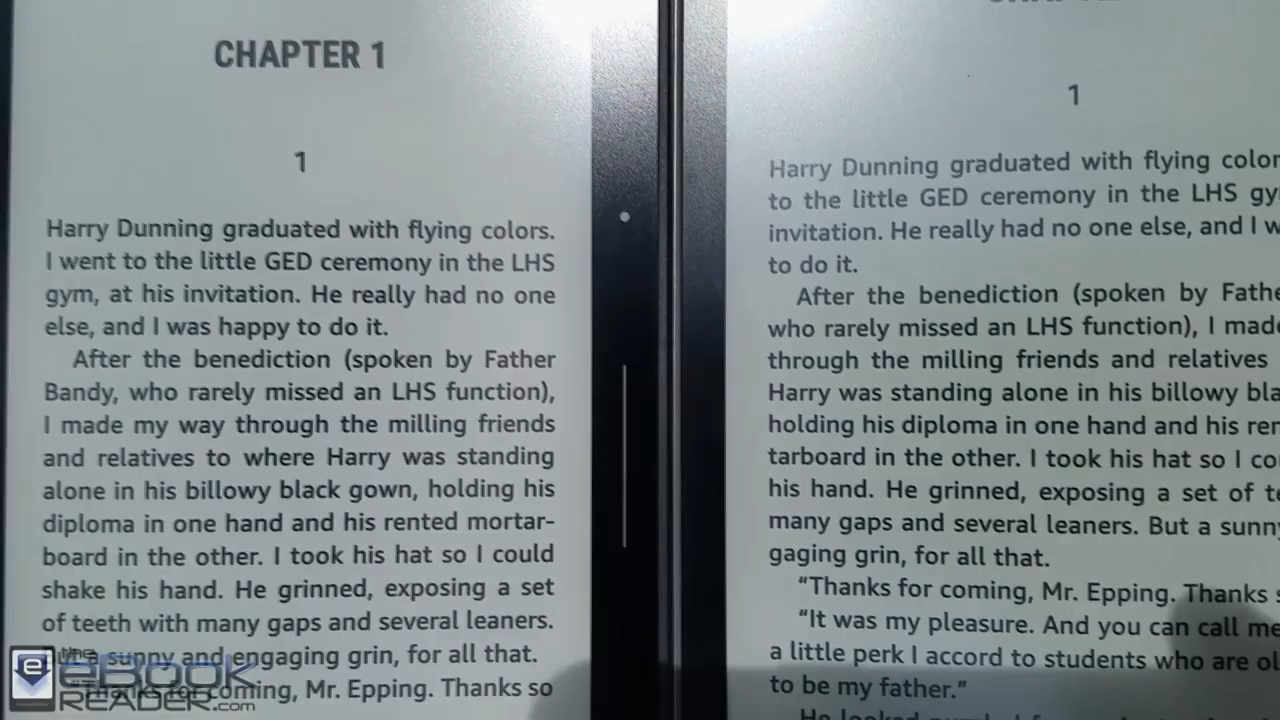 CHAPTER 1
1
Harry Dunning graduated with flying colors.
I went to the little GED ceremony in the LHS
gym, at his invitation. He really had no one
else, and I was happy to do it.
After the benediction (spoken by Father
Bandy, who rarely missed an LHS function),
I made my way through the milling friends
and relatives to where Harry was standing
alone in his billowy black gown, holding his
diploma in one hand and his rented mortar-
board in the other. I took his hat so I could
shake his hand. He grinned, exposing a set
of teeth with many gaps and several leaners.
a sunny and engaging grin, for all that.
"Thanks for coming, Mr. Epping. Thanks so
1
Harry Dunning graduated with flying color
to the little GED ceremony in the LHS gy
invitation. He really had no one else, and I w
to do it.
After the benediction (spoken by Fathe
who rarely missed an LHS function), I made
through the milling friends and relatives
Harry was standing alone in his billowy bla
holding his diploma in one hand and his ren
tarboard in the other. I took his hat so I co
his hand. He grinned, exposing a set of te
many gaps and several leaners. But a sunny
gaging grin, for all that.
"Thanks for coming, Mr. Epping. Thanks s
"It was my pleasure. And you can call me
a little perk I accord to students who are ol
to be my father."
He looked
the
eBook
READER.com